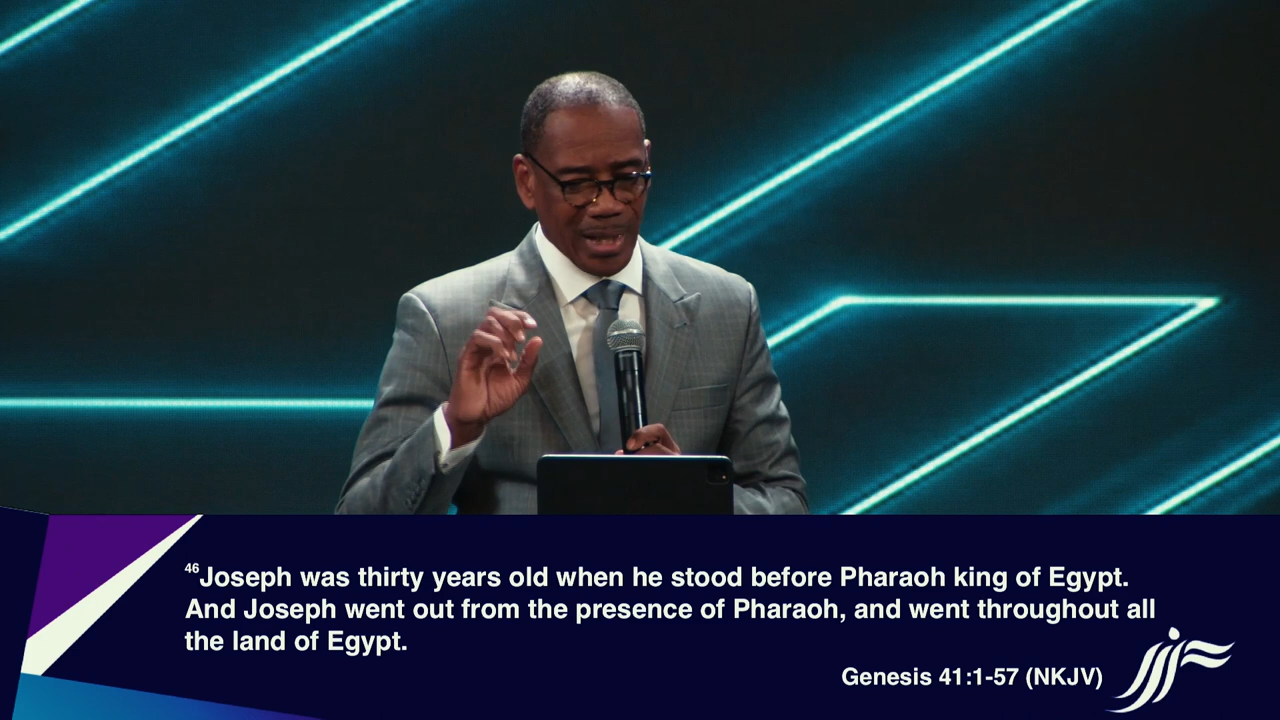 ⁴⁶Joseph was thirty years old when he stood before Pharaoh king of Egypt.
And Joseph went out from the presence of Pharaoh, and went throughout all
the land of Egypt.
Genesis 41:1-57 (NKJV)